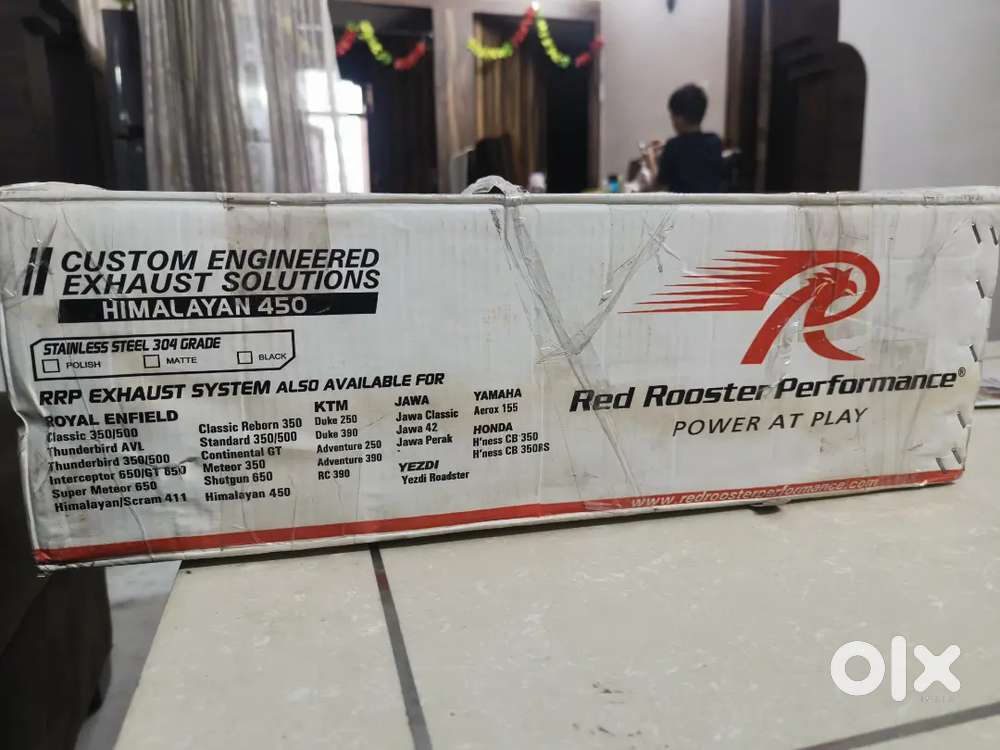 CUSTOM ENGINEERED
EXHAUST SOLUTIONS
HIMALAYAN 450
STAINLESS STEEL 304 GRADE
POLISH MATTE BLACK
RRP EXHAUST SYSTEM ALSO AVAILABLE FOR
ROYAL ENFIELD
Classic 350/500
Thunderbird AVL
Thunderbird 350/500
Interceptor 650/GT 650
Super Meteor 650
Himalayan/Scram 411
Classic Reborn 350
Standard 350/500
Continental GT
Meteor 350
Shotgun 650
Himalayan 450
KTM
Duke 250
Duke 390
Adventure 250
Adventure 390
RC 390
JAWA
Jawa Classic
Jawa 42
Jawa Perak
YEZDI
Yezdi Roadster
YAMAHA
Aerox 155
HONDA
H'ness CB 350
H'ness CB 350RS
Red Rooster Performance®
POWER AT PLAY
www.redroosterperformance.com
olx